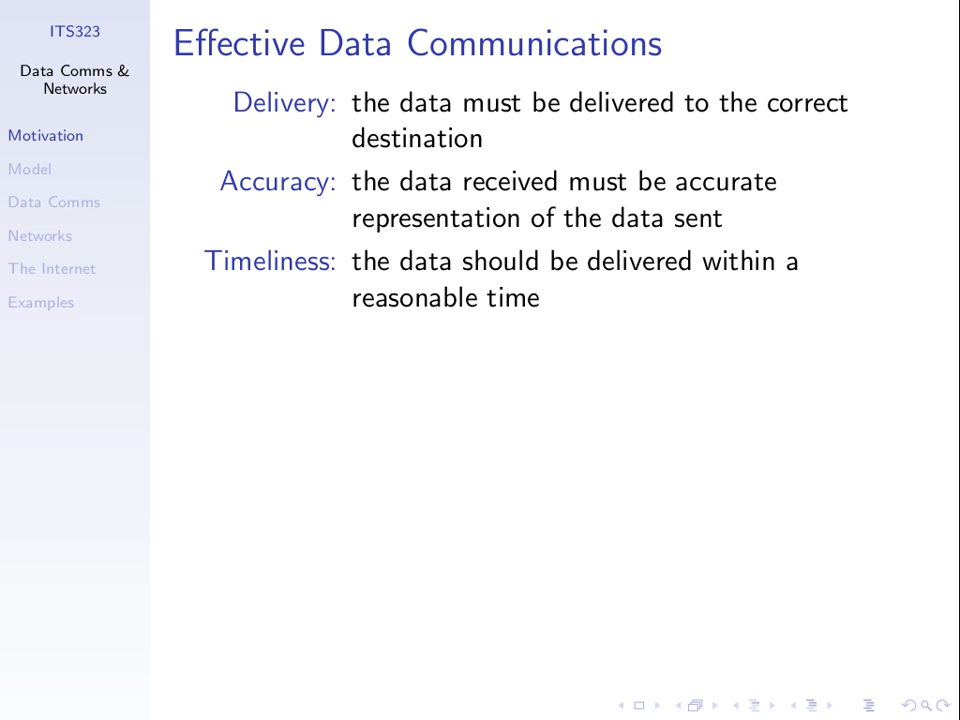 ITS323
Data Comms &
Networks
Motivation
Model
Data Comms
Networks
The Internet
Examples
Effective Data Communications
Delivery: the data must be delivered to the correct
destination
Accuracy: the data received must be accurate
representation of the data sent
Timeliness: the data should be delivered within a
reasonable time